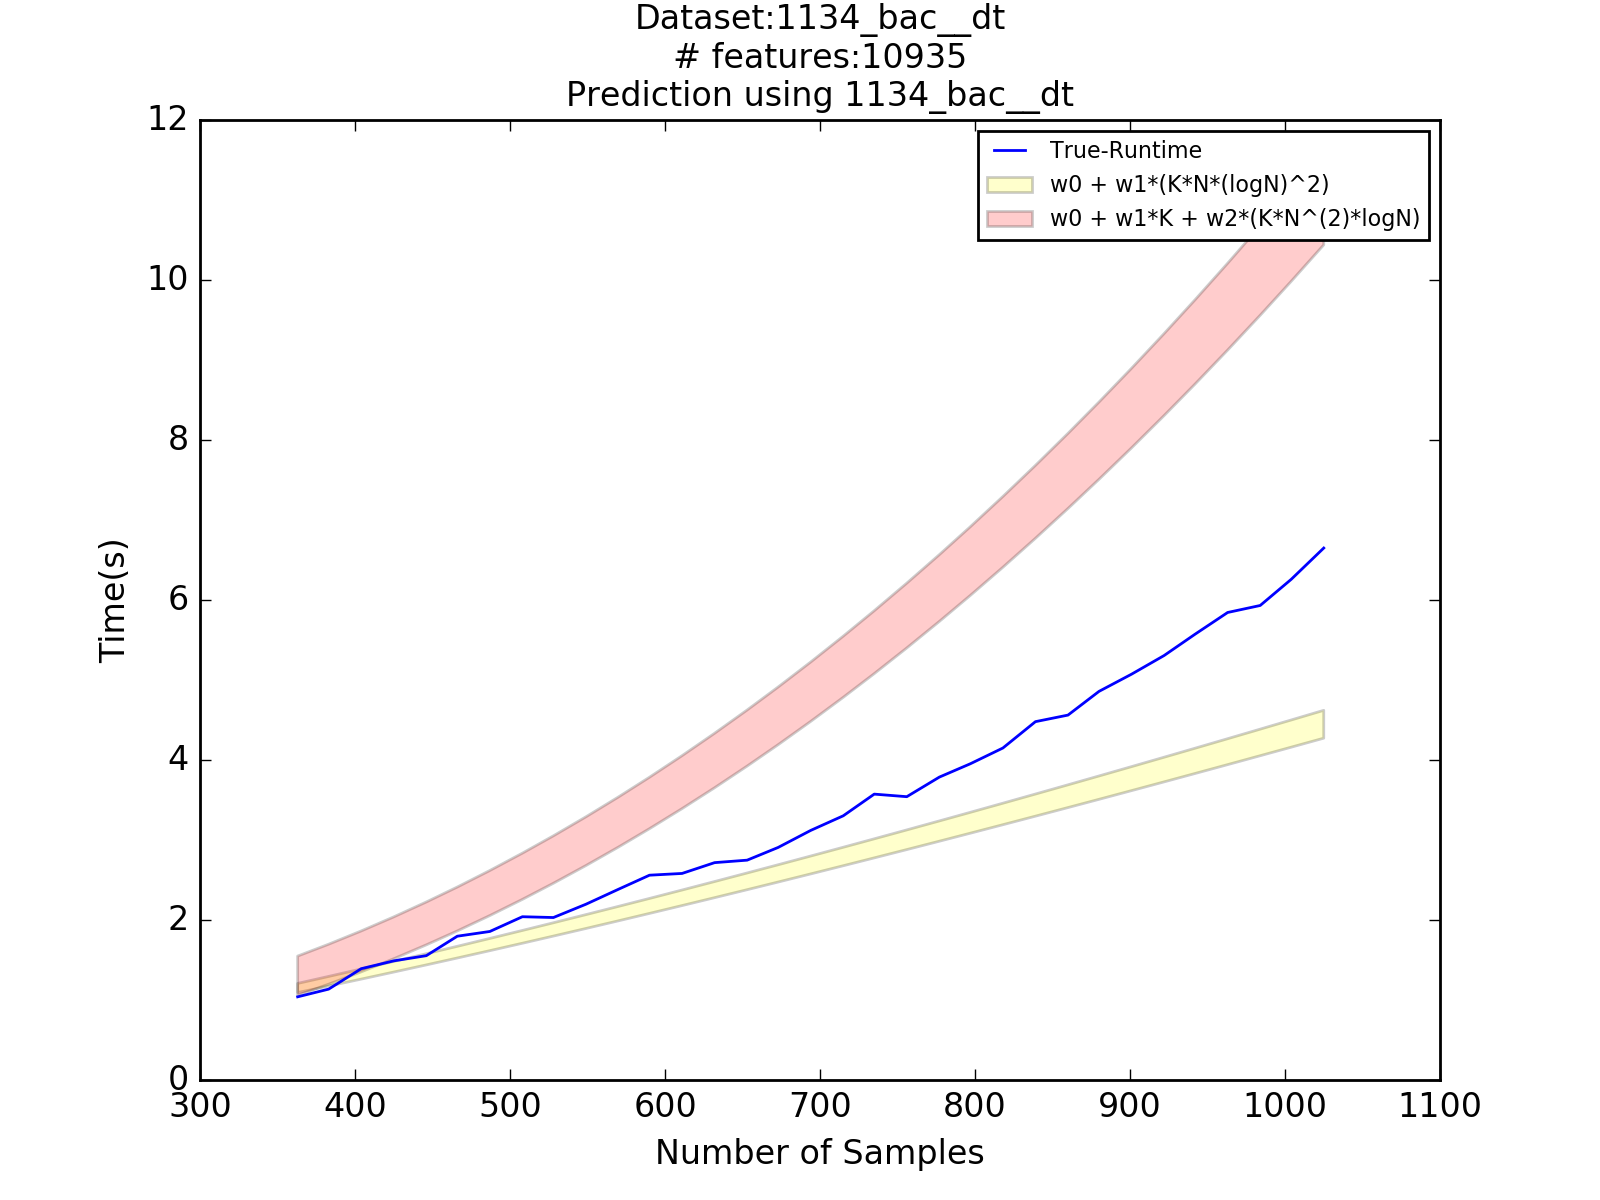 Dataset:1134_bac__dt
# features:10935
Prediction using 1134_bac__dt
True-Runtime
w0 + w1*(K*N*(logN)^2)
w0 + w1*K + w2*(K*N^(2)*logN)
12
10
8
6
4
2
0
Time(s)
300 400 500 600 700 800 900 1000 1100
Number of Samples